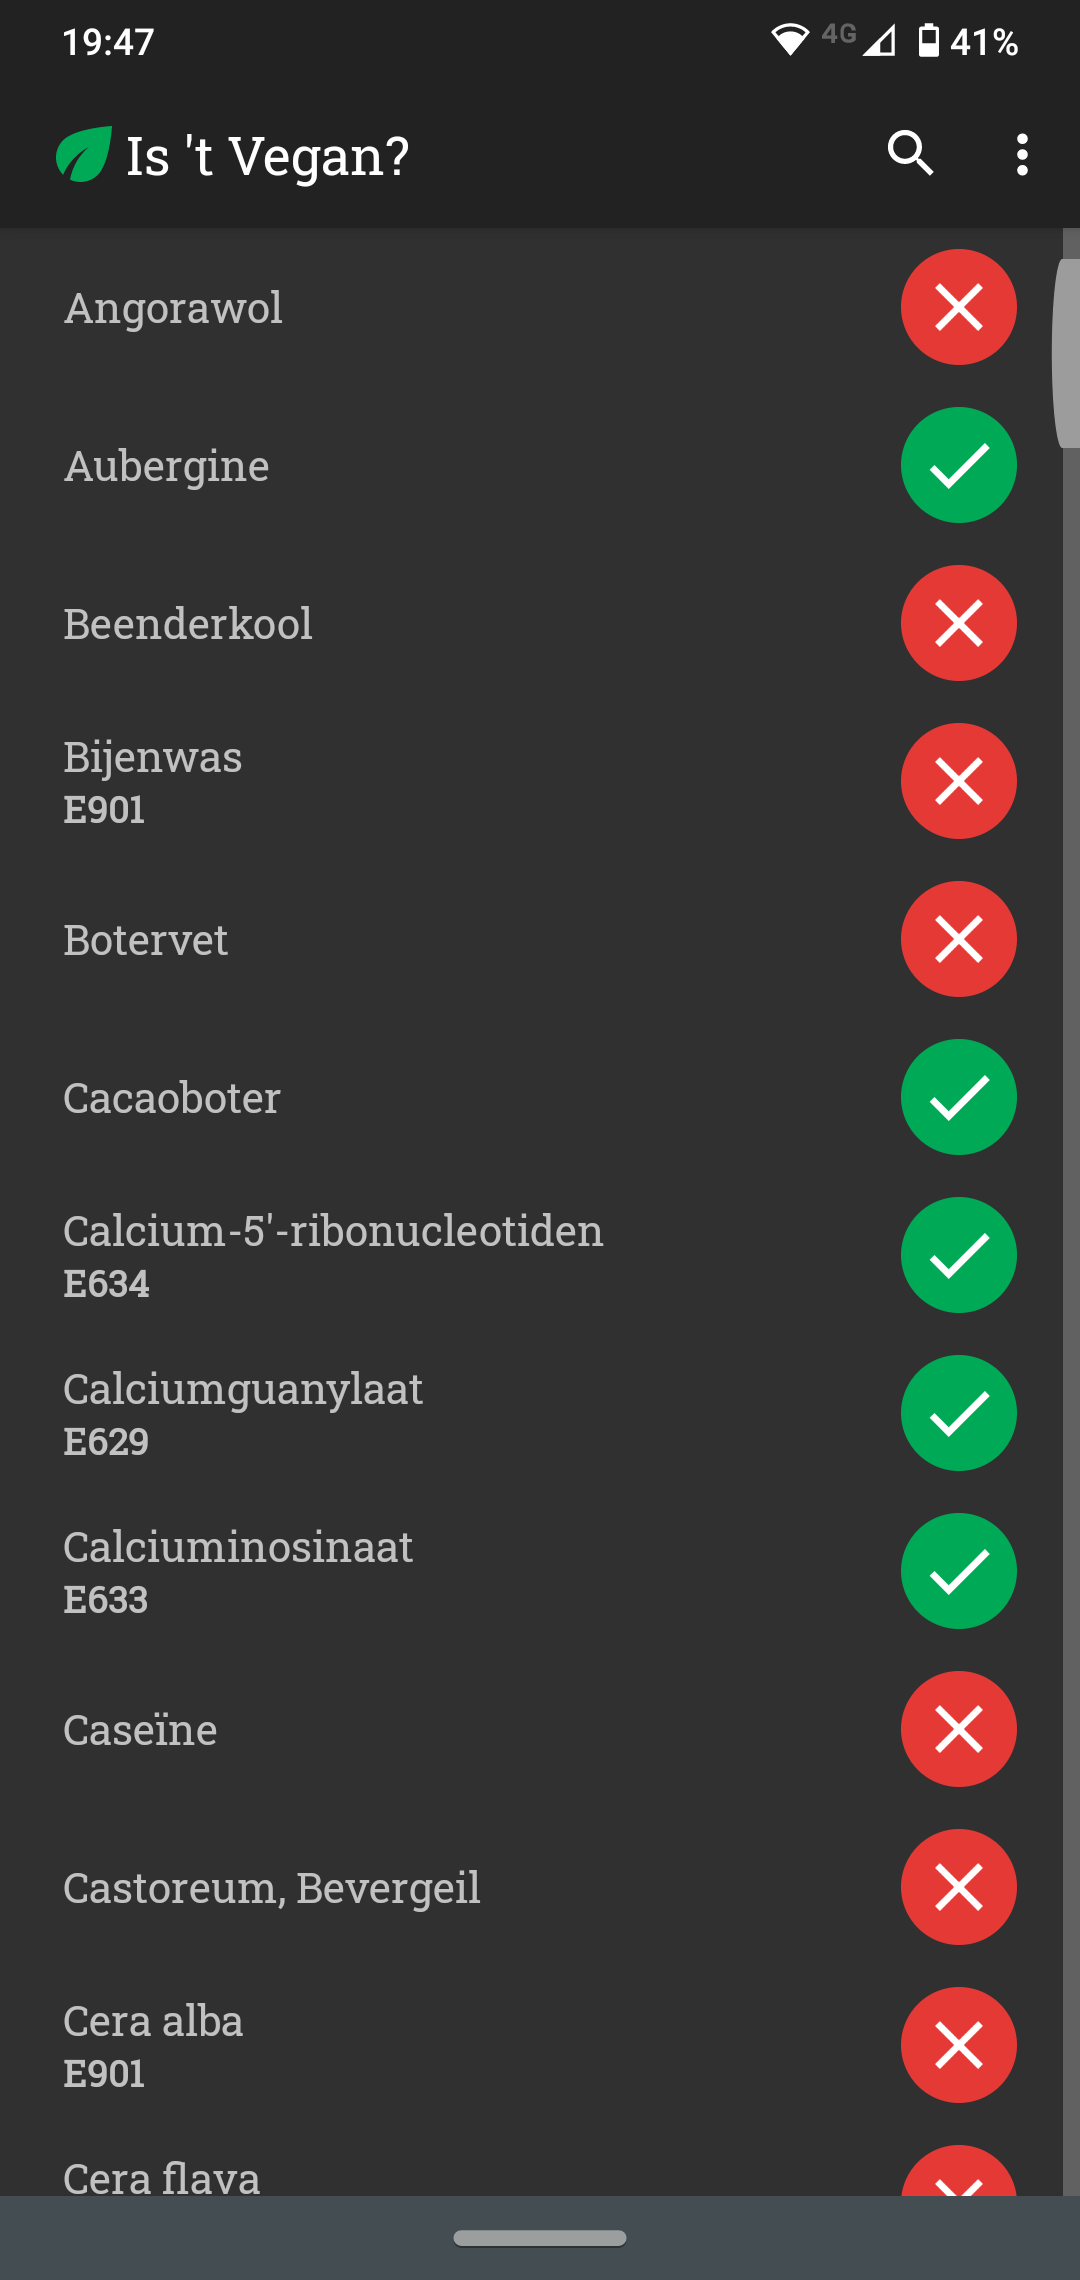 19:47
4G
41%
Is 't Vegan?
Angorawol
Aubergine
Beenderkool
Bijenwas
E901
Botervet
Cacaoboter
Calcium-5'-ribonucleotiden
E634
Calciumguanylaat
E629
Calciuminosinaat
E633
Caseïne
Castoreum, Bevergeil
Cera alba
E901
Cera flava